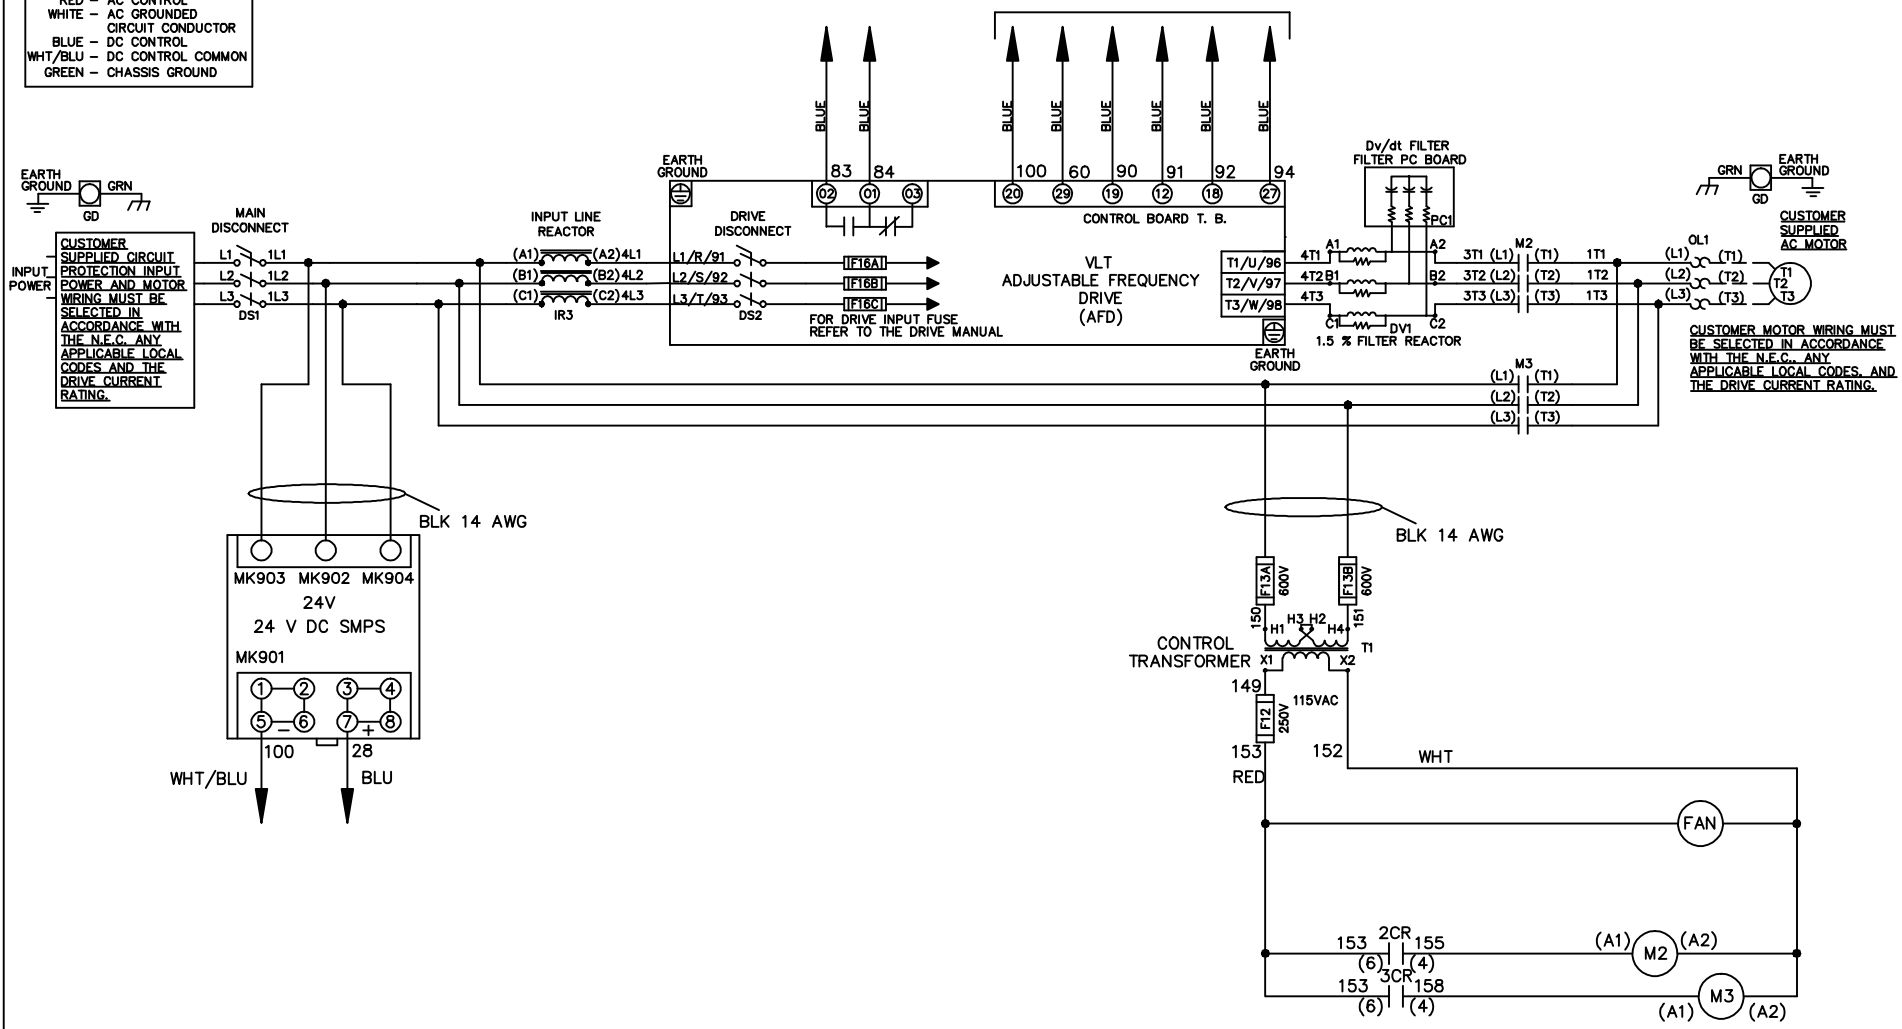 RED – AC CONTROL
WHITE – AC GROUNDED
CIRCUIT CONDUCTOR
BLUE – DC CONTROL
WHT/BLU – DC CONTROL COMMON
GREEN – CHASSIS GROUND
BLUE
BLUE
BLUE
BLUE
BLUE
BLUE
BLUE
BLUE
EARTH
GROUND
GRN
GD
MAIN
DISCONNECT
INPUT LINE
REACTOR
EARTH
GROUND
DRIVE
DISCONNECT
83 84
02 01 03
100 60 90 91 92 94
20 29 19 12 18 27
CONTROL BOARD T. B.
Dv/dt FILTER
FILTER PC BOARD
PC1
GRN
EARTH
GROUND
GD
CUSTOMER
SUPPLIED
AC MOTOR
INPUT
POWER
CUSTOMER
SUPPLIED CIRCUIT
PROTECTION INPUT
POWER AND MOTOR
WIRING MUST BE
SELECTED IN
ACCORDANCE WITH
THE N.E.C. ANY
APPLICABLE LOCAL
CODES AND THE
DRIVE CURRENT
RATING.
L1 1L1
L2 1L2
L3 1L3
DS1
(A1) (A2) 4L1
(B1) (B2) 4L2
(C1) (C2) 4L3
IR3
L1/R/91
L2/S/92
L3/T/93
DS2
F16A
F16B
F16C
FOR DRIVE INPUT FUSE
REFER TO THE DRIVE MANUAL
VLT
ADJUSTABLE FREQUENCY
DRIVE
(AFD)
T1/U/96
T2/V/97
T3/W/98
EARTH
GROUND
4T1 A1 A2
4T2 B1 B2
4T3 C1 C2
DV1
1.5 % FILTER REACTOR
M2
3T1 (L1) (T1) 1T1
3T2 (L2) (T2) 1T2
3T3 (L3) (T3) 1T3
OL1
(L1) (T1)
(L2) (T2)
(L3) (T3)
T1
T2
T3
CUSTOMER MOTOR WIRING MUST
BE SELECTED IN ACCORDANCE
WITH THE N.E.C., ANY
APPLICABLE LOCAL CODES, AND
THE DRIVE CURRENT RATING.
M3
(L1) (T1)
(L2) (T2)
(L3) (T3)
BLK 14 AWG
BLK 14 AWG
MK903 MK902 MK904
24V
24 V DC SMPS
MK901
1 2 3 4
5 6 7 8
– +
100 28
WHT/BLU BLU
F13A 600V
F13B 600V
150 151
H1 H3 H2 H4
T1
CONTROL
TRANSFORMER
X1 X2
149
115VAC
F12 250V
153 152
RED
WHT
FAN
2CR
153 155
(6) (4)
(A1) M2 (A2)
3CR
153 158
(6) (4)
(A1) M3 (A2)